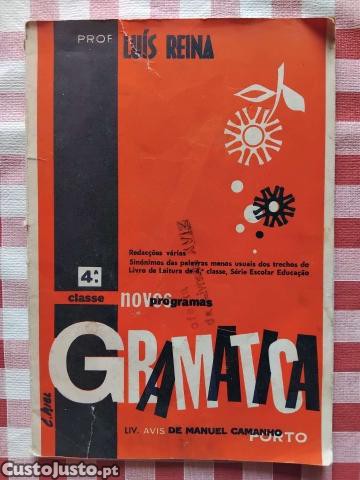 PROF LUÍS REINA
Redacções várias
Sinónimos das palavras menos usuais dos trechos do
Livro de Leitura da 4.ª classe, Série Escolar Educação
4.ª
classe novos programas
GRAMÁTICA
LIV. AVIS DE MANUEL CAMANHO
PORTO
CustoJusto.pt